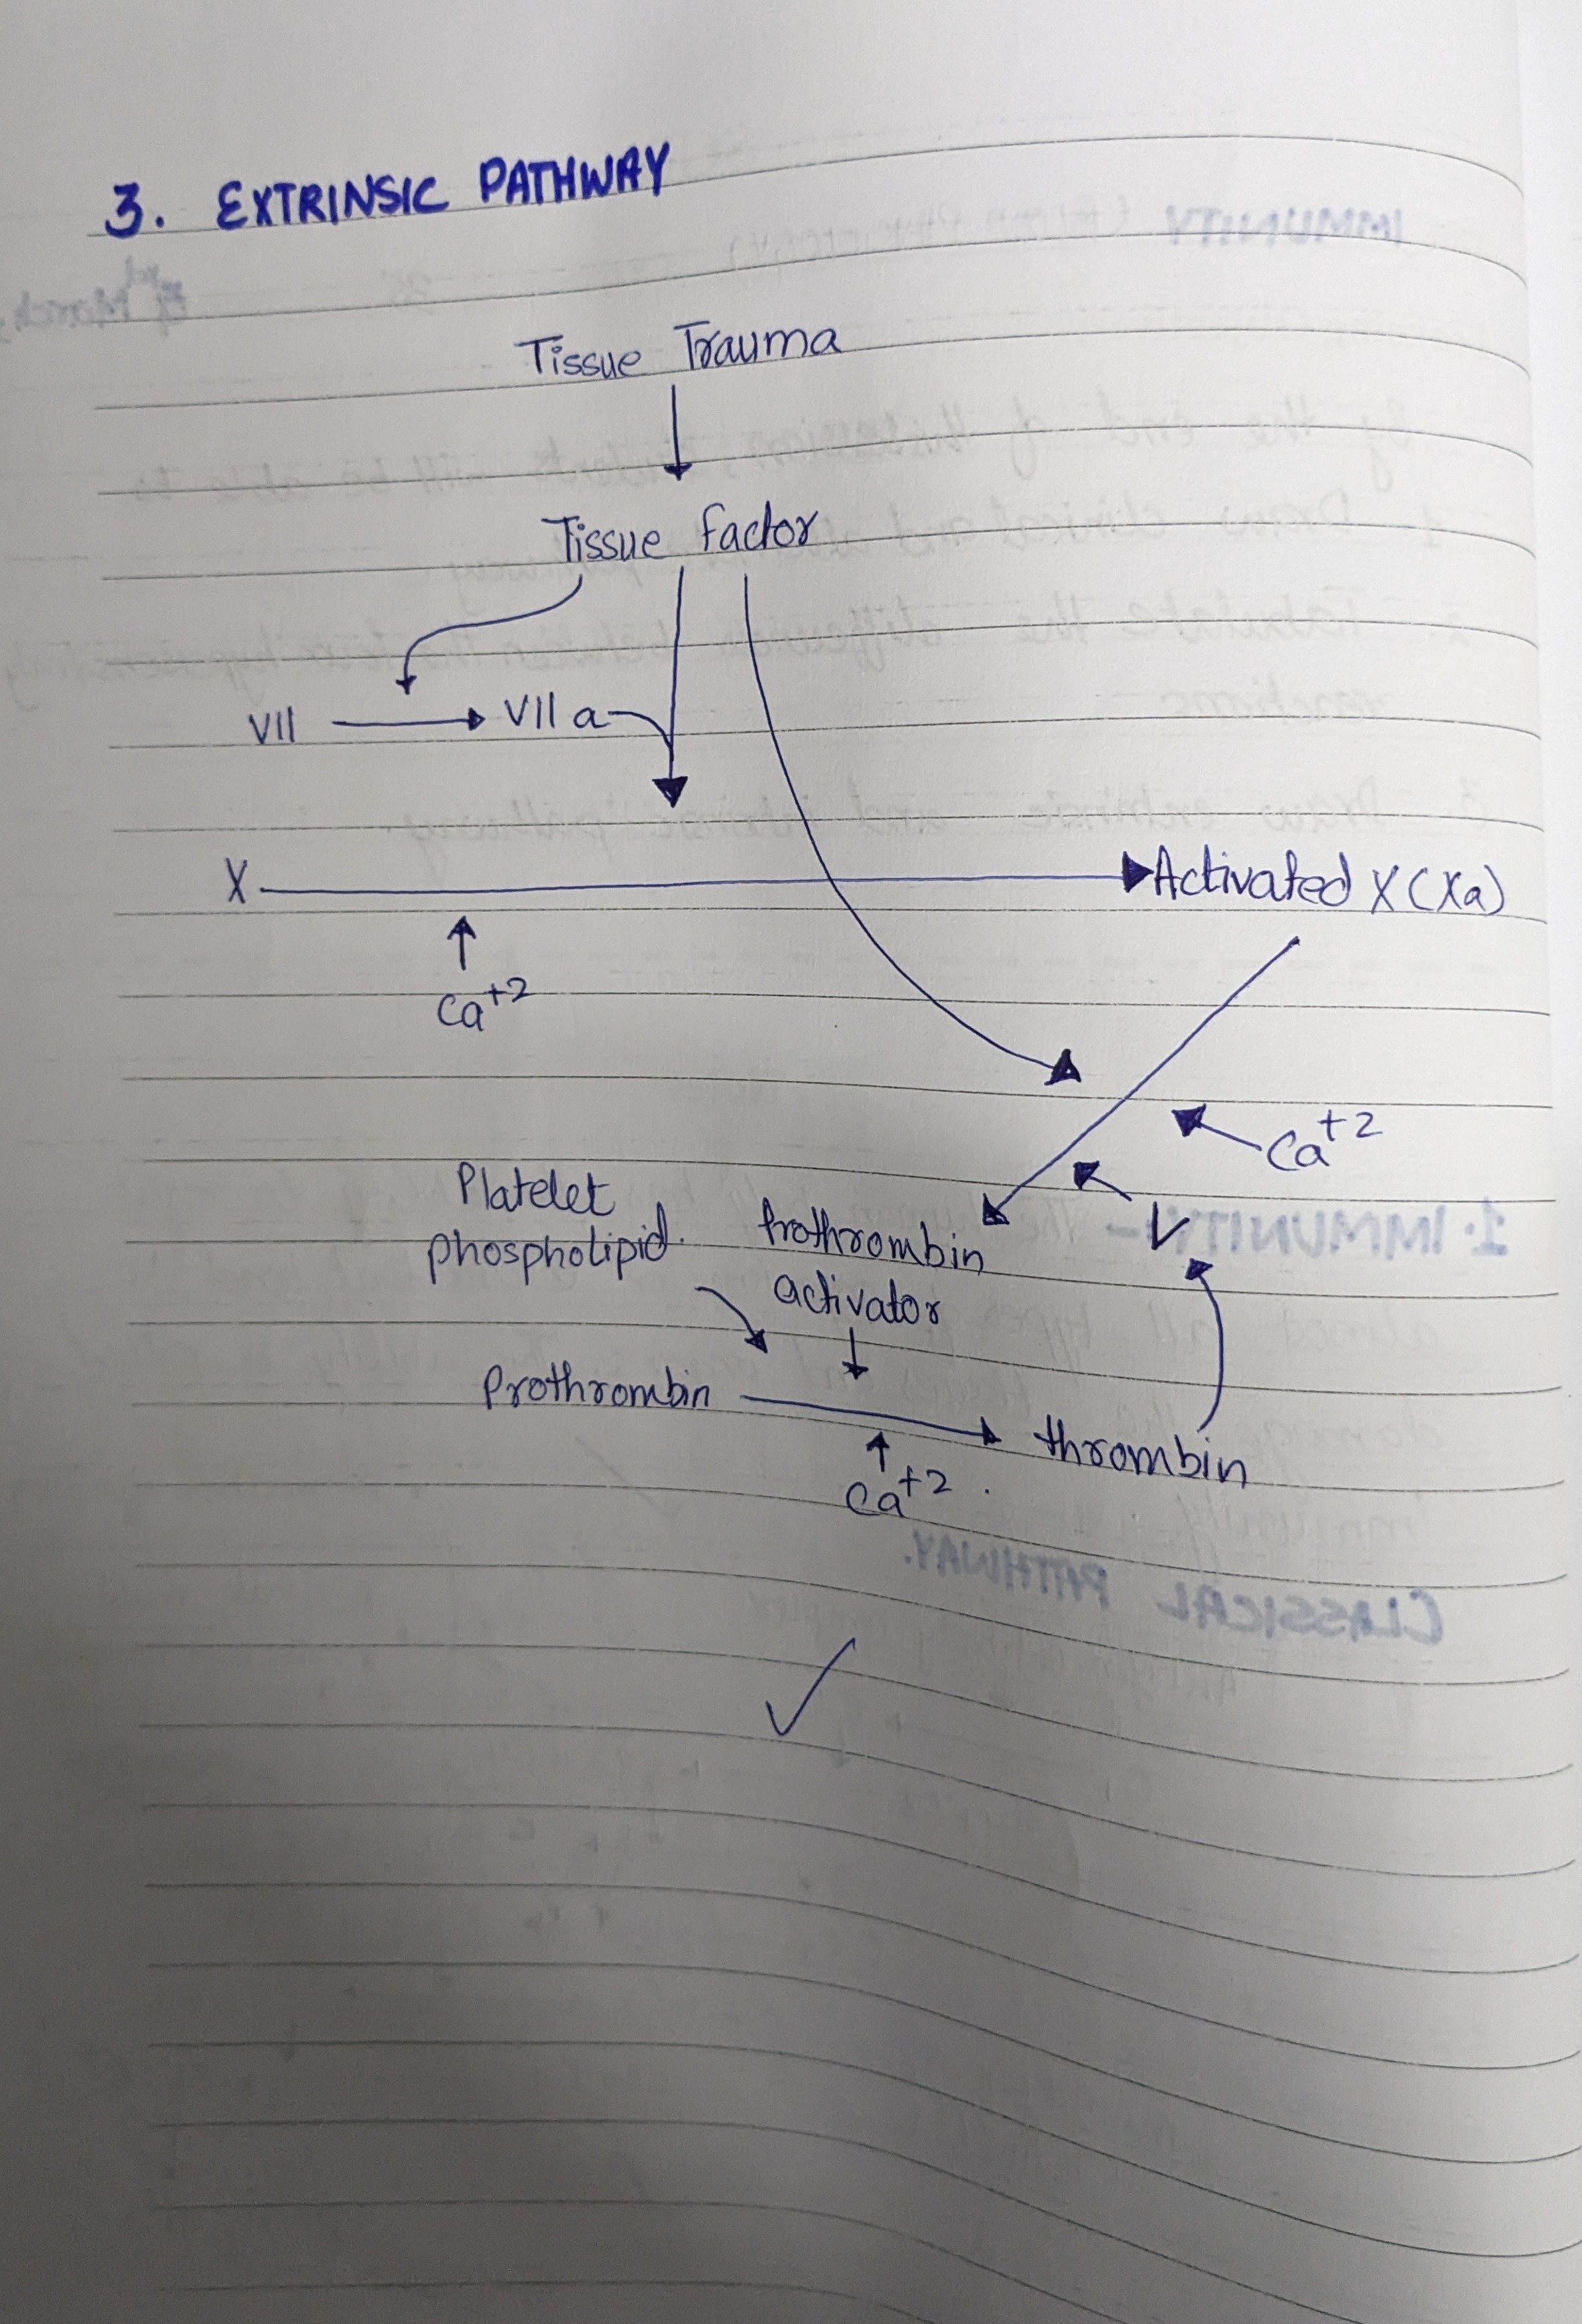 3. EXTRINSIC PATHWAY
Tissue Trauma
Tissue factor
VII VII a
X Activated X (Xa)
Ca+2
Ca+2
Platelet
phospholipid.
Prothrombin
activator
V
Prothrombin
thrombin
Ca+2.